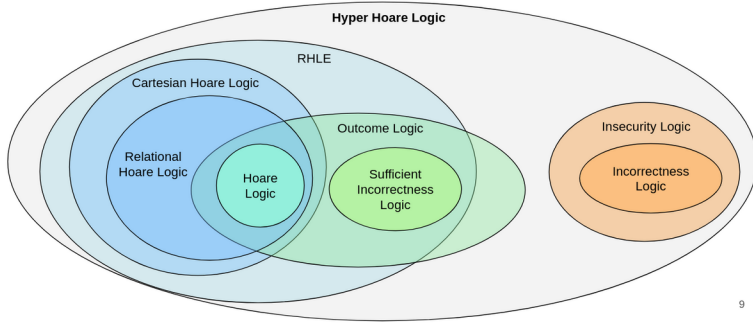 Hyper Hoare Logic
RHLE
Cartesian Hoare Logic
Outcome Logic
Insecurity Logic
Relational
Hoare Logic
Hoare
Logic
Sufficient
Incorrectness
Logic
Incorrectness
Logic
9